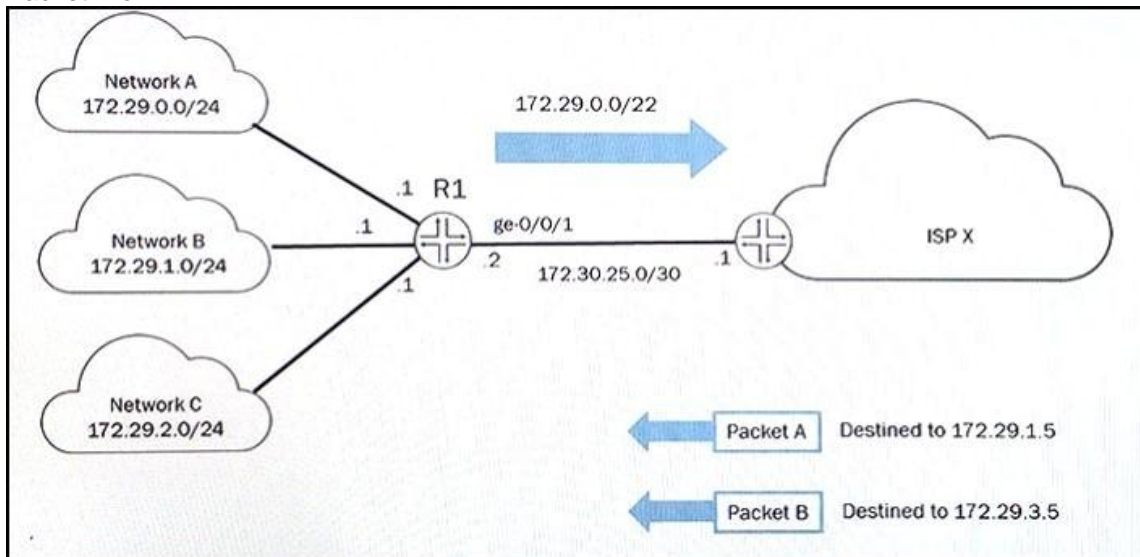 Network A
172.29.0.0/24
172.29.0.0/22
.1
R1
Network B
172.29.1.0/24
.1
ge-0/0/1
ISP X
.2
172.30.25.0/30
.1
.1
Network C
172.29.2.0/24
Packet A
Destined to 172.29.1.5
Packet B
Destined to 172.29.3.5